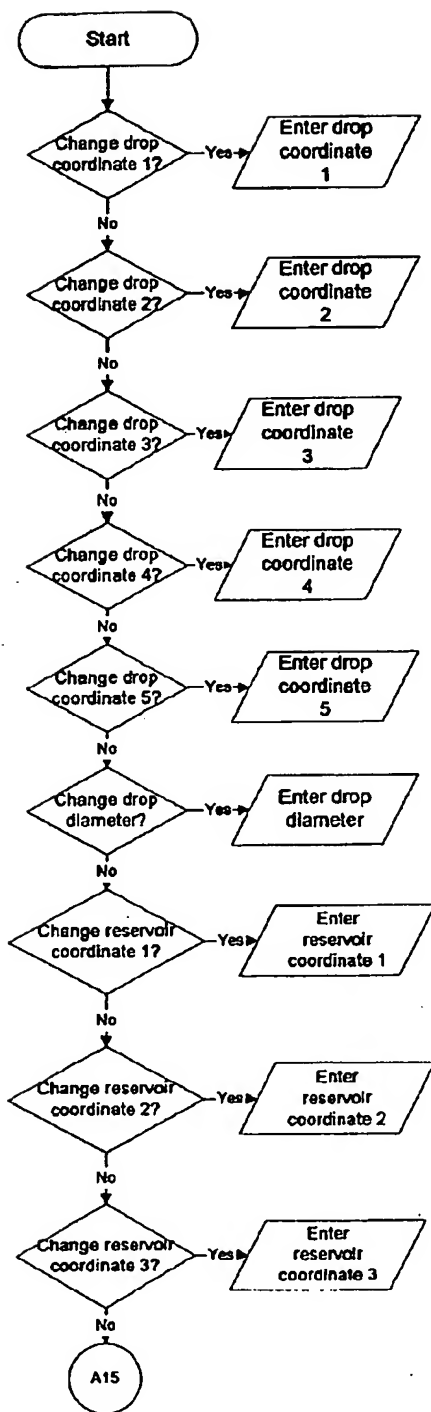 Start
Change drop
coordinate 1?
Yes
Enter drop
coordinate
1
No
Change drop
coordinate 2?
Yes
Enter drop
coordinate
2
No
Change drop
coordinate 3?
Yes
Enter drop
coordinate
3
No
Change drop
coordinate 4?
Yes
Enter drop
coordinate
4
No
Change drop
coordinate 5?
Yes
Enter drop
coordinate
5
No
Change drop
diameter?
Yes
Enter drop
diameter
No
Change reservoir
coordinate 1?
Yes
Enter
reservoir
coordinate 1
No
Change reservoir
coordinate 2?
Yes
Enter
reservoir
coordinate 2
No
Change reservoir
coordinate 3?
Yes
Enter
reservoir
coordinate 3
No
A15